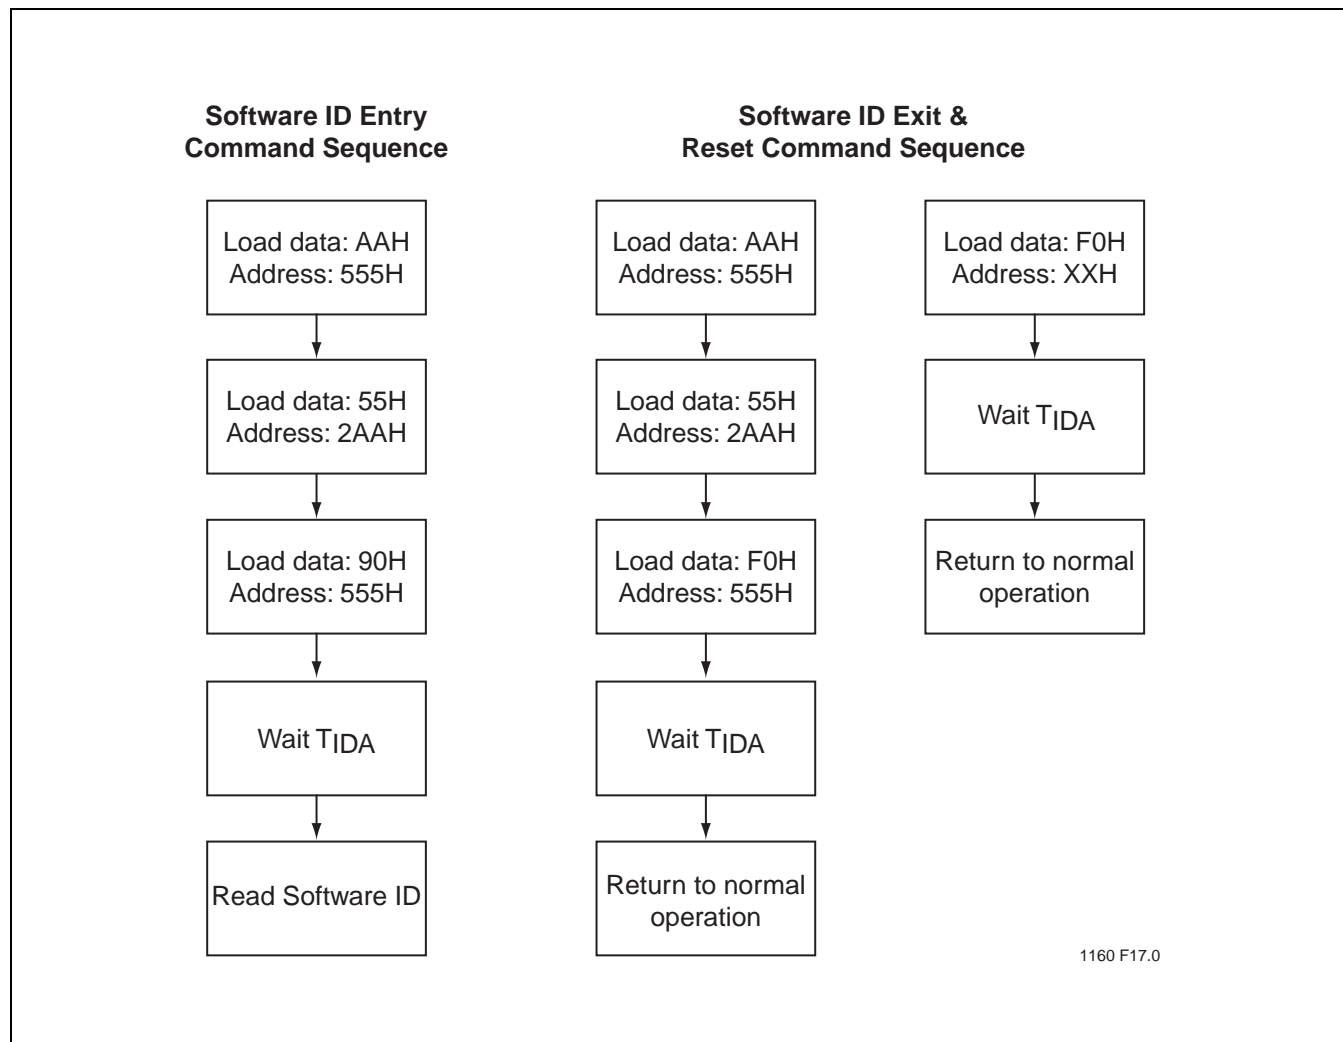 Software ID Entry
Command Sequence
Load data: AAH
Address: 555H
Load data: 55H
Address: 2AAH
Load data: 90H
Address: 555H
Wait TIDA
Read Software ID
Software ID Exit &
Reset Command Sequence
Load data: AAH
Address: 555H
Load data: 55H
Address: 2AAH
Load data: F0H
Address: 555H
Wait TIDA
Return to normal
operation
Load data: F0H
Address: XXH
Wait TIDA
Return to normal
operation
1160 F17.0